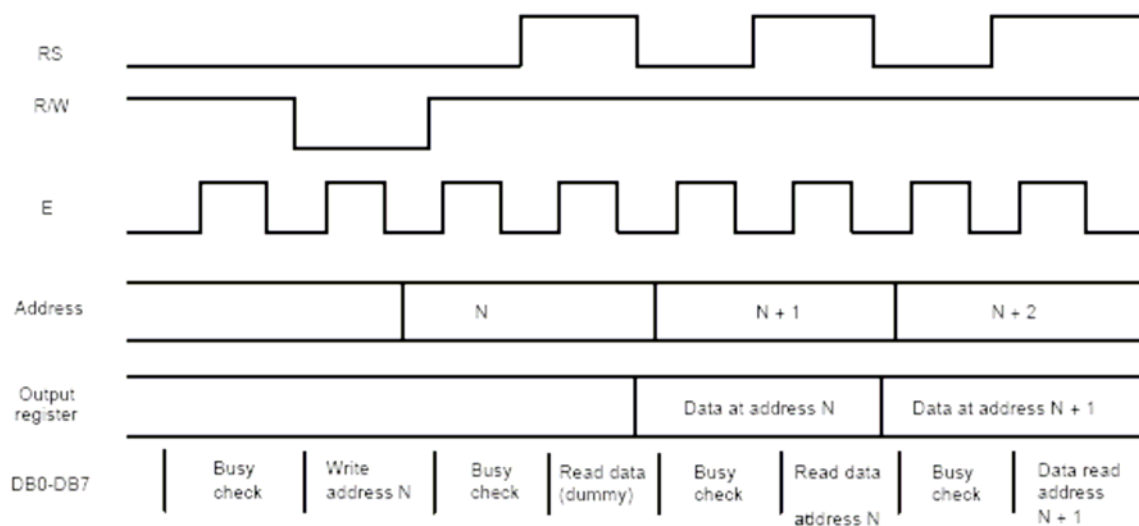 RS
R/W
E
Address
N
N + 1
N + 2
Output
register
Data at address N
Data at address N + 1
DB0-DB7
Busy
check
Write
address N
Busy
check
Read data
(dummy)
Busy
check
Read data
address N
Busy
check
Data read
address
N + 1